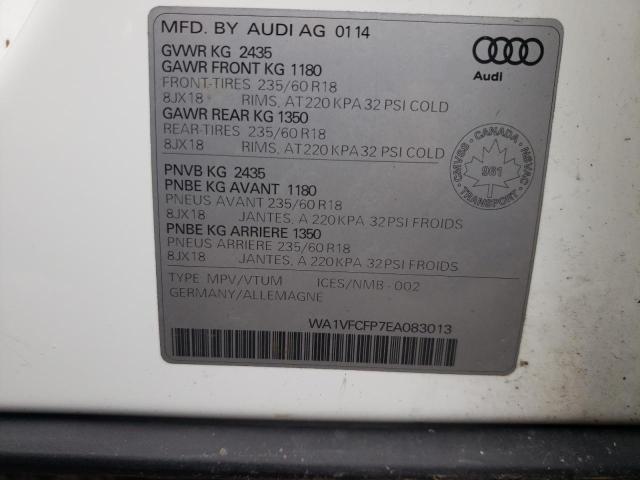 MFD. BY AUDI AG 01 14
GVWR KG 2435
GAWR FRONT KG 1180
FRONT-TIRES 235/60 R18
8JX18 RIMS, AT 220 KPA 32 PSI COLD
GAWR REAR KG 1350
REAR-TIRES 235/60 R18
8JX18 RIMS, AT 220 KPA 32 PSI COLD
Audi
CMVSS - CANADA - NSVAC
961
TRANSPORT
PNVB KG 2435
PNBE KG AVANT 1180
PNEUS AVANT 235/60 R18
8JX18 JANTES, A 220 KPA 32 PSI FROIDS
PNBE KG ARRIERE 1350
PNEUS ARRIERE 235/60 R18
8JX18 JANTES, A 220 KPA 32 PSI FROIDS
TYPE MPV/VTUM ICES/NMB-002
GERMANY/ALLEMAGNE
WA1VFCFP7EA083013